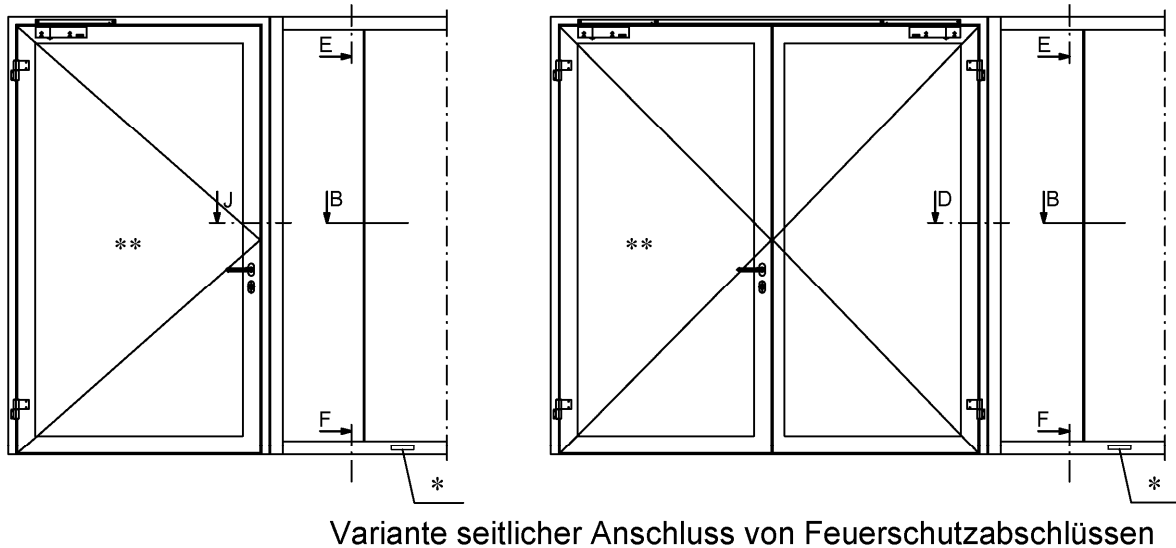 E E
J B D B
** **
F F
* *
Variante seitlicher Anschluss von Feuerschutzabschlüssen